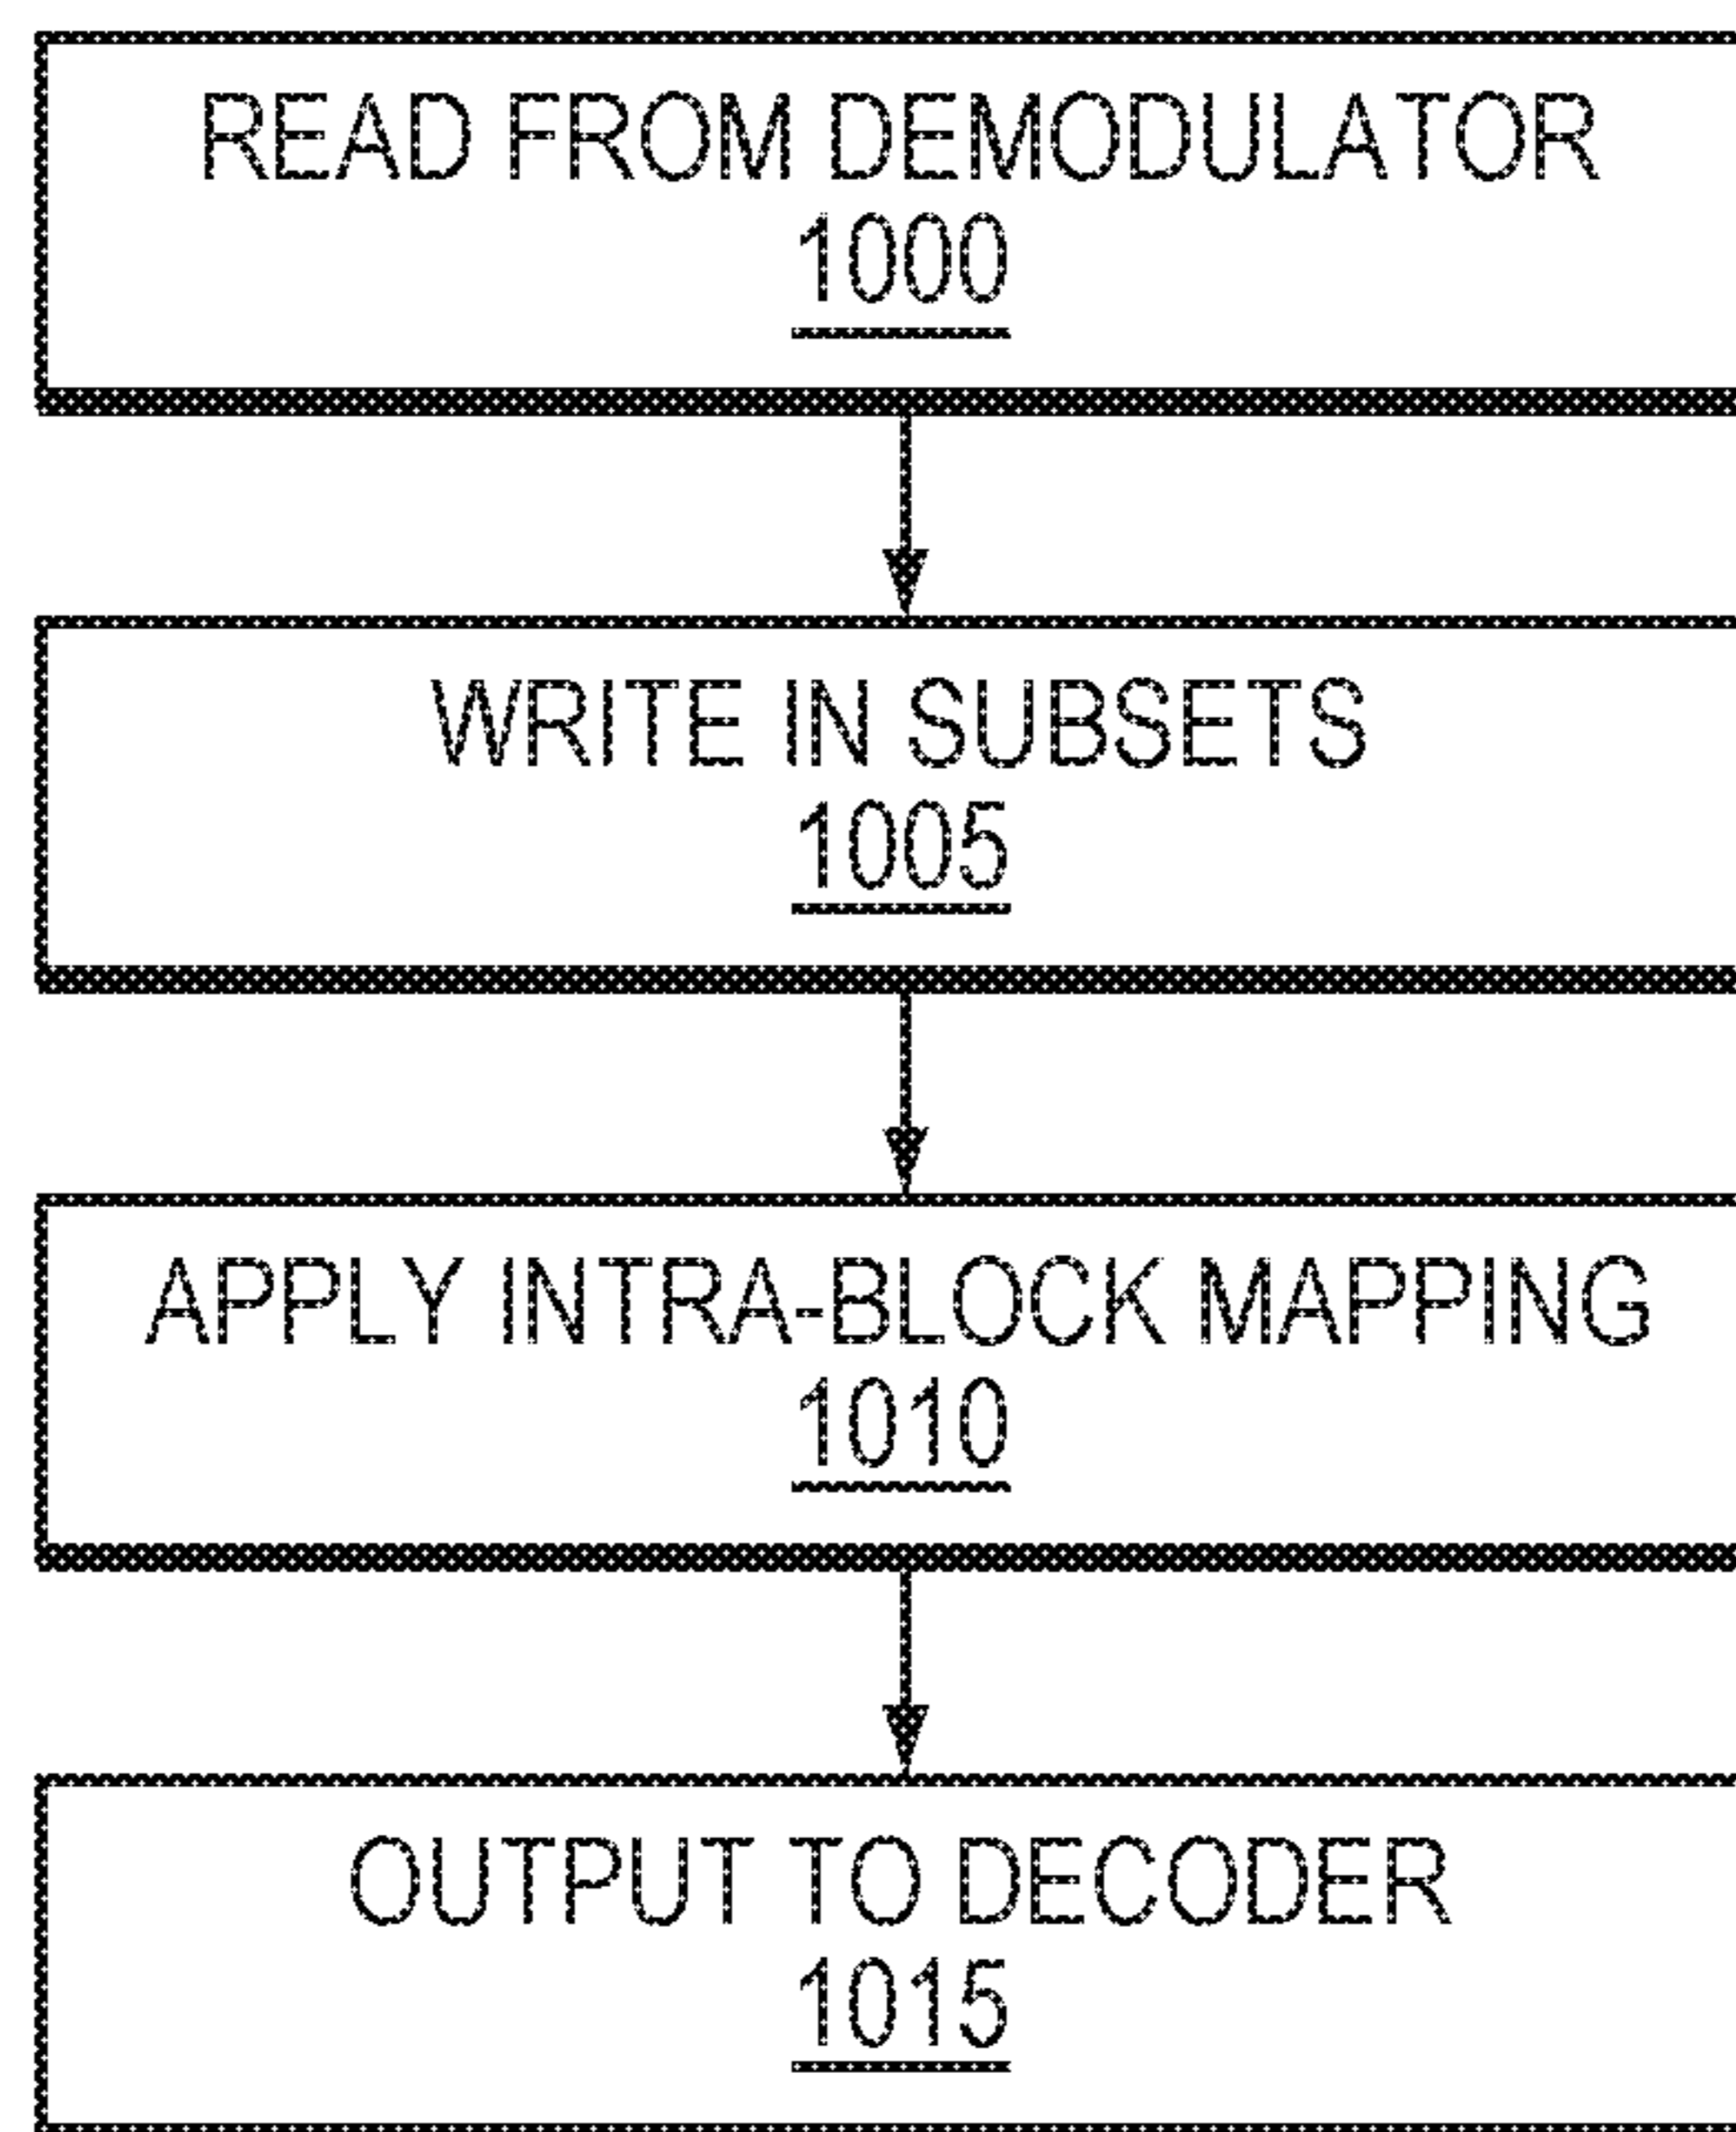 READ FROM DEMODULATOR
1000
WRITE IN SUBSETS
1005
APPLY INTRA-BLOCK MAPPING
1010
OUTPUT TO DECODER
1015